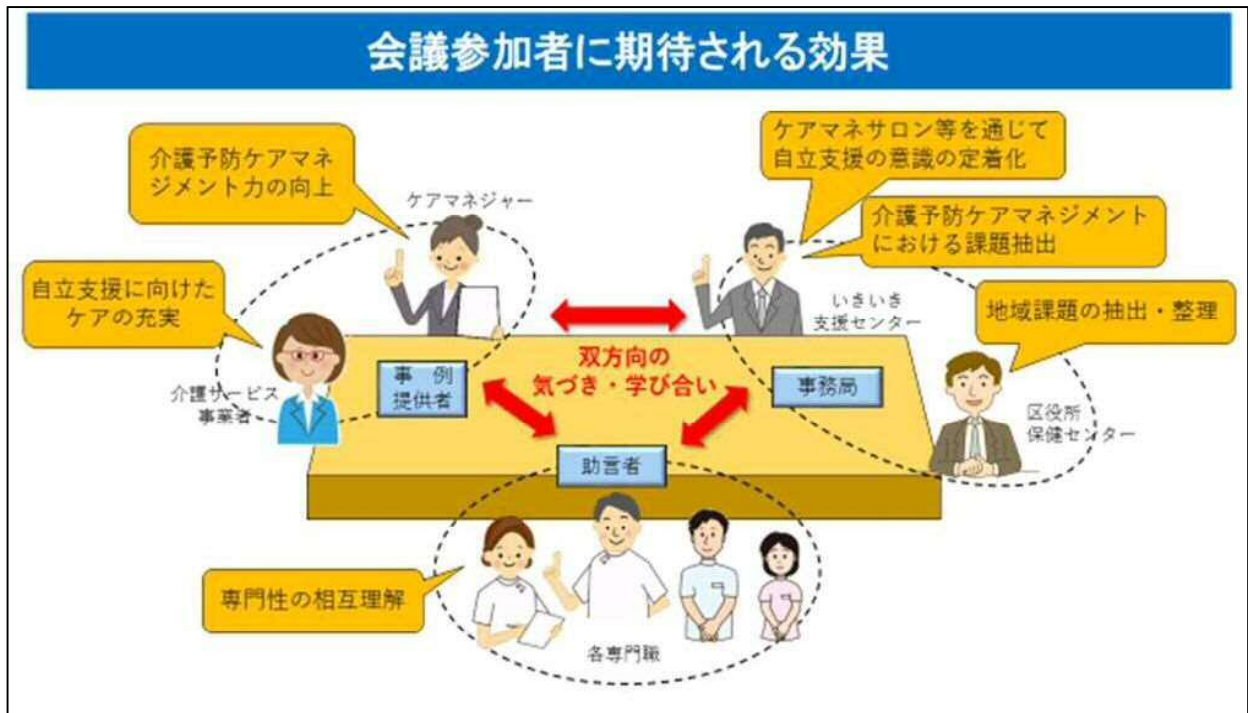 会議参加者に期待される効果
介護予防ケアマネ
ジメント力の向上
ケアマネジャー
ケアマネサロン等を通じて
自立支援の意識の定着化
介護予防ケアマネジメント
における課題抽出
自立支援に向けた
ケアの充実
いきいき
支援センター
地域課題の抽出・整理
双方向の
気づき・学び合い
介護サービス
事業者
事 例
提供者
事務局
区役所
保健センター
助言者
専門性の相互理解
各専門職